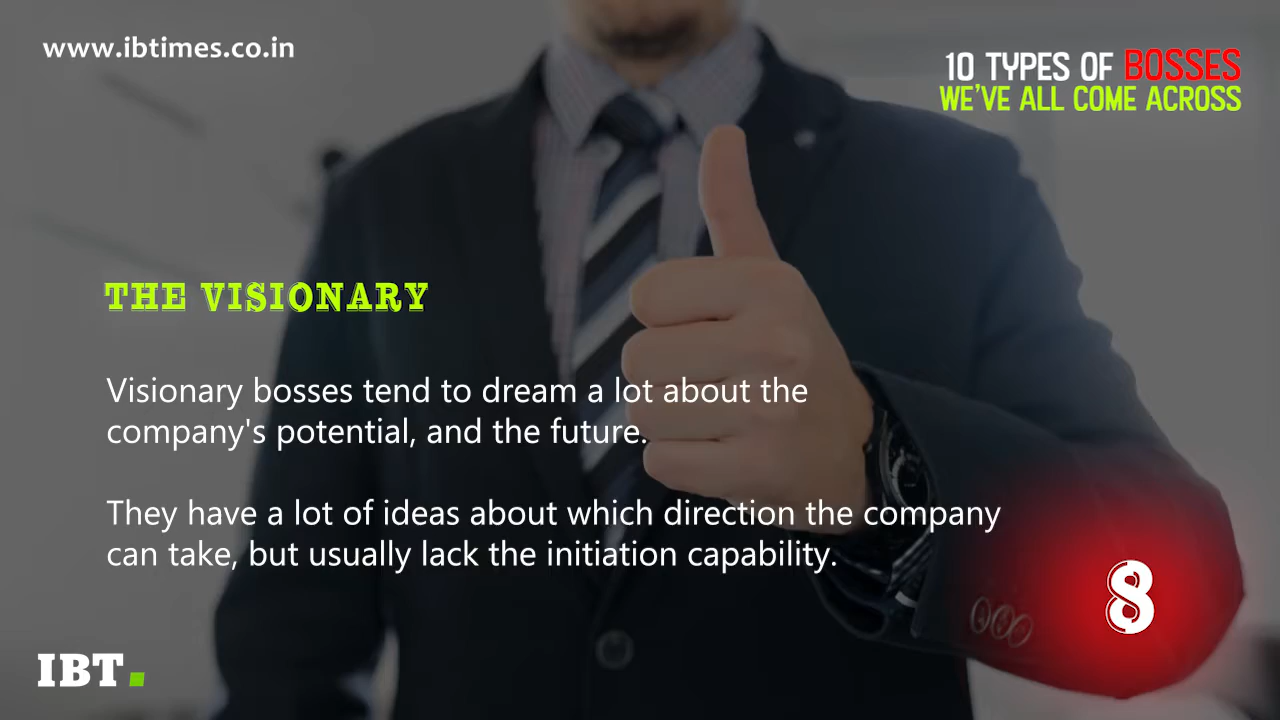 www.ibtimes.co.in
10 TYPES OF BOSSES
WE'VE ALL COME ACROSS
THE VISIONARY
Visionary bosses tend to dream a lot about the
company's potential, and the future.
They have a lot of ideas about which direction the company
can take, but usually lack the initiation capability.
8
IBT.